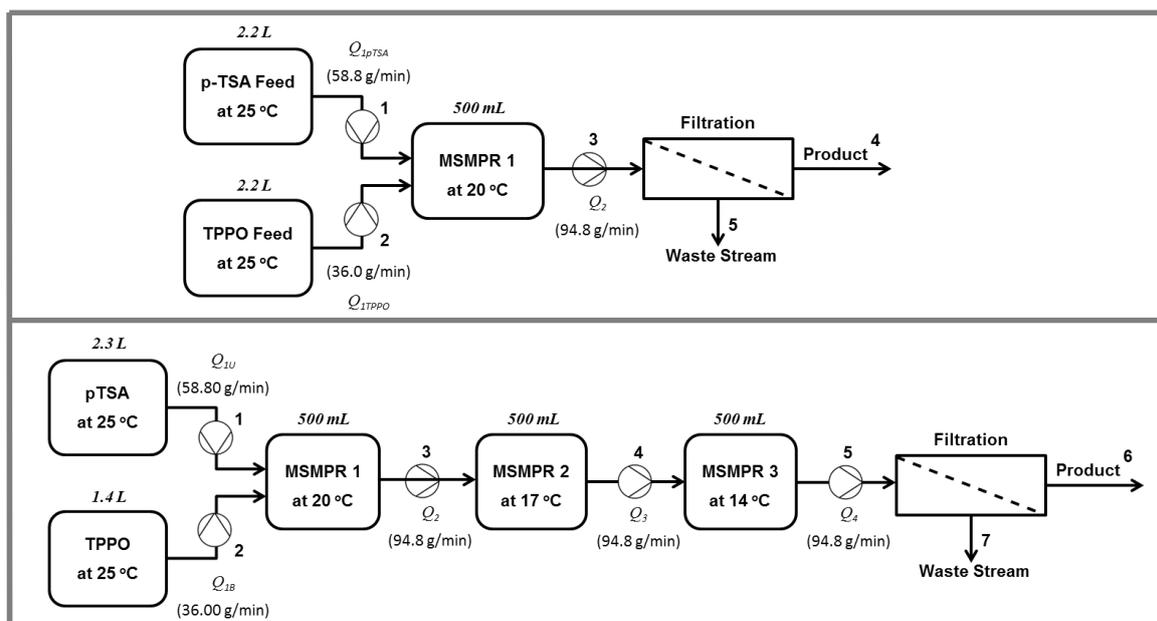 2.2 L
Q1pTSA
(58.8 g/min)
p-TSA Feed
at 25 °C
1
500 mL
MSMPR 1
at 20 °C
3
Q2
(94.8 g/min)
Filtration
4
Product
5
Waste Stream
2.2 L
TPPO Feed
at 25 °C
2
(36.0 g/min)
Q1TPPO
2.3 L
Q1U
(58.80 g/min)
pTSA
at 25 °C
1
500 mL
MSMPR 1
at 20 °C
3
Q2
(94.8 g/min)
500 mL
MSMPR 2
at 17 °C
4
Q3
(94.8 g/min)
500 mL
MSMPR 3
at 14 °C
5
Q4
(94.8 g/min)
Filtration
6
Product
7
Waste Stream
1.4 L
TPPO
at 25 °C
2
Q1B
(36.00 g/min)